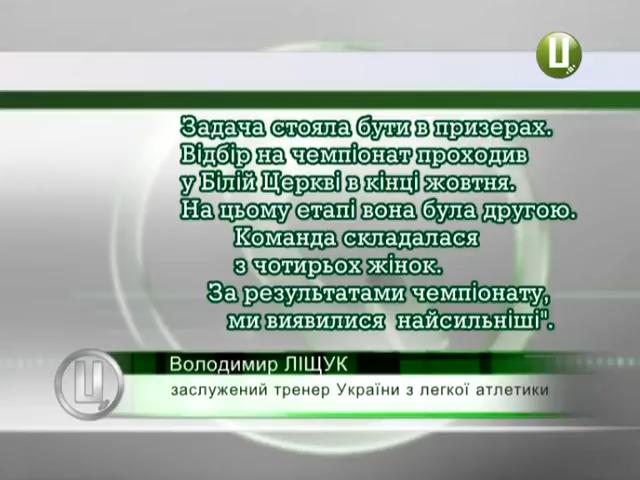 Ц
Задача стояла бути в призерах.
Відбір на чемпіонат проходив
у Білій Церкві в кінці жовтня.
На цьому етапі вона була другою.
Команда складалася
з чотирьох жінок.
За результатами чемпіонату,
ми виявилися найсильніші".
Володимир ЛІЩУК
заслужений тренер України з легкої атлетики
Ц